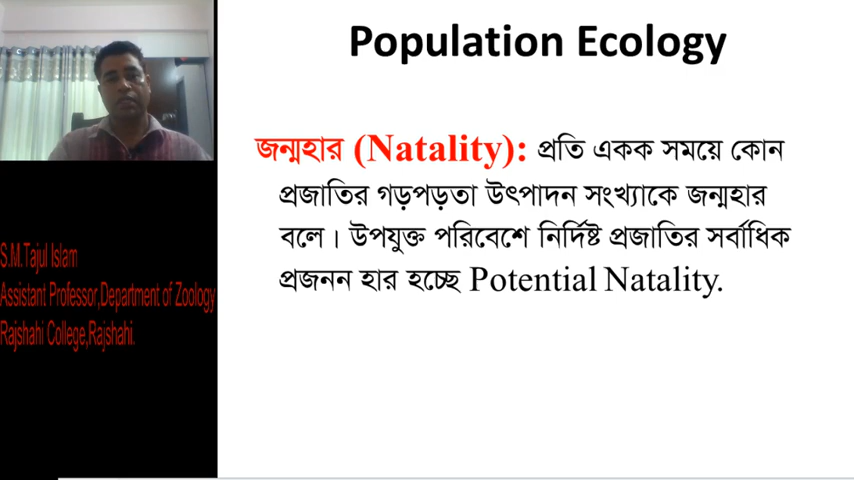 Population Ecology
জন্মহার (Natality): প্রতি একক সময়ে কোন
প্রজাতির গড়পড়তা উৎপাদন সংখ্যাকে জন্মহার
বলে। উপযুক্ত পরিবেশে নির্দিষ্ট প্রজাতির সর্বাধিক
প্রজনন হার হচ্ছে Potential Natality.
S.M.Tajul Islam
Assistant Professor,Department of Zoology
Rajshahi College,Rajshahi.